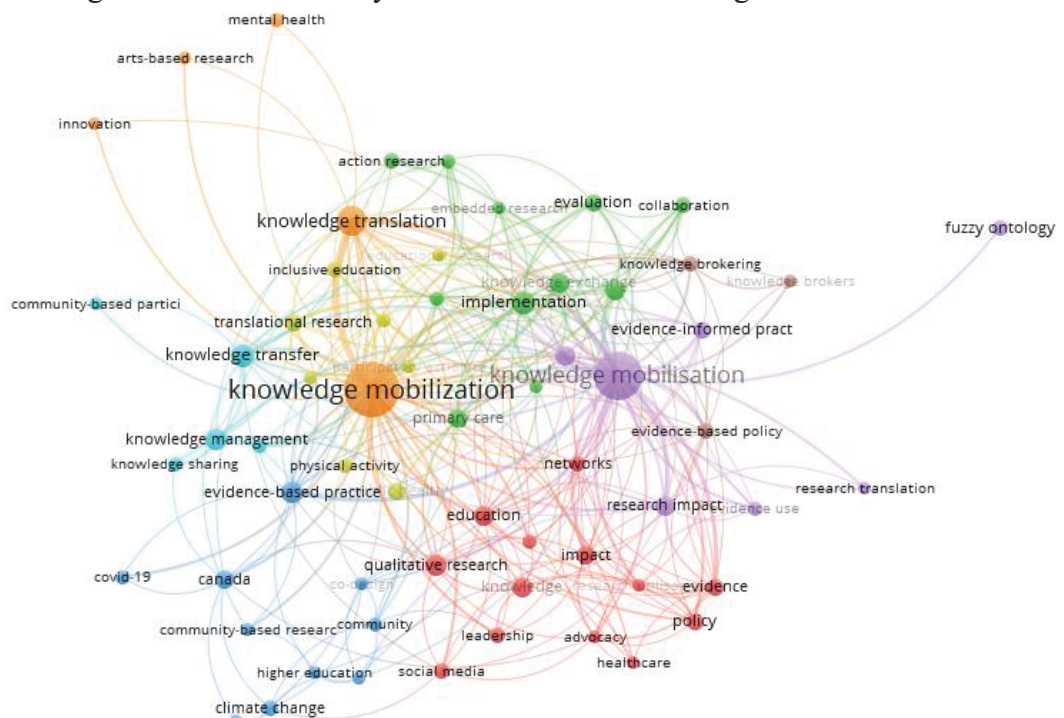 mental health
arts-based research
innovation
action research
embedded research
evaluation
collaboration
knowledge translation
fuzzy ontology
inclusive education
knowledge brokering
knowledge brokers
knowledge exchange
community-based partici
implementation
translational research
evidence-informed pract
knowledge transfer
knowledge mobilisation
knowledge mobilization
primary care
evidence-based policy
knowledge management
knowledge sharing
physical activity
networks
evidence-based practice
research translation
research impact
evidence use
education
impact
qualitative research
covid-19
canada
co-design
knowledge
evidence
community-based researc
community
policy
leadership
advocacy
healthcare
higher education
social media
climate change